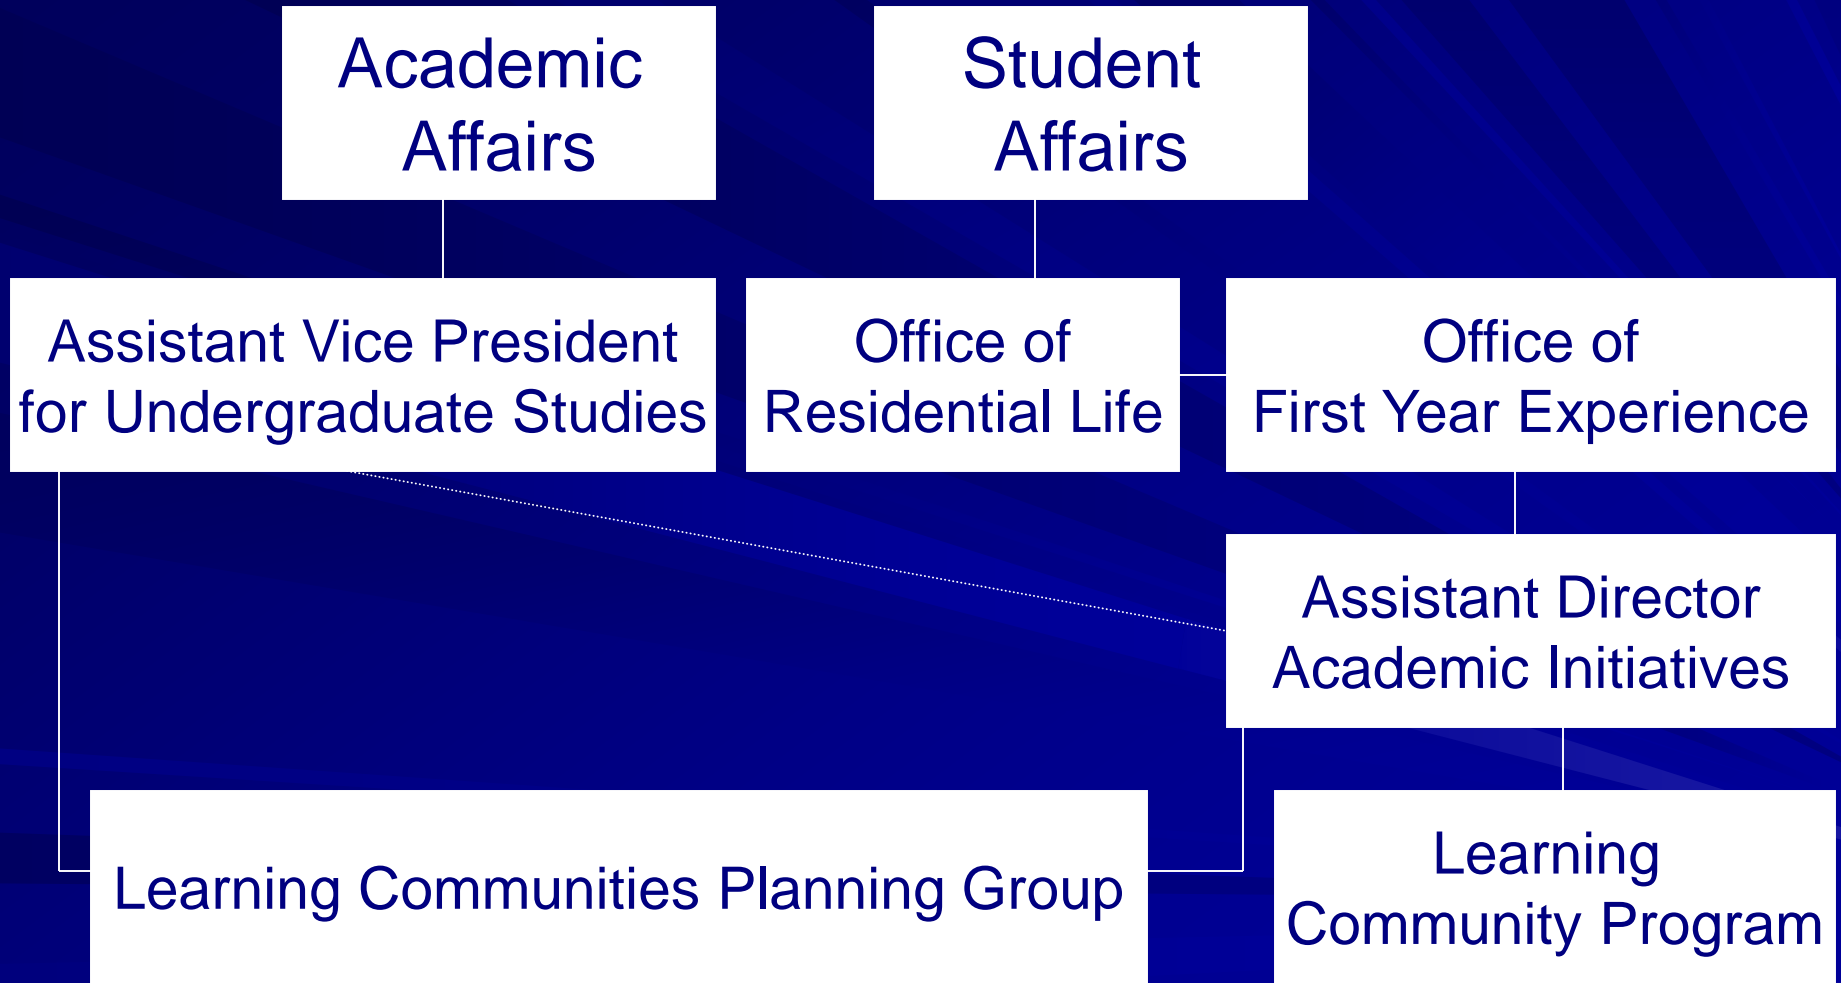 Academic
Affairs
Student
Affairs
Assistant Vice President
for Undergraduate Studies
Office of
Residential Life
Office of
First Year Experience
Assistant Director
Academic Initiatives
Learning Communities Planning Group
Learning
Community Program